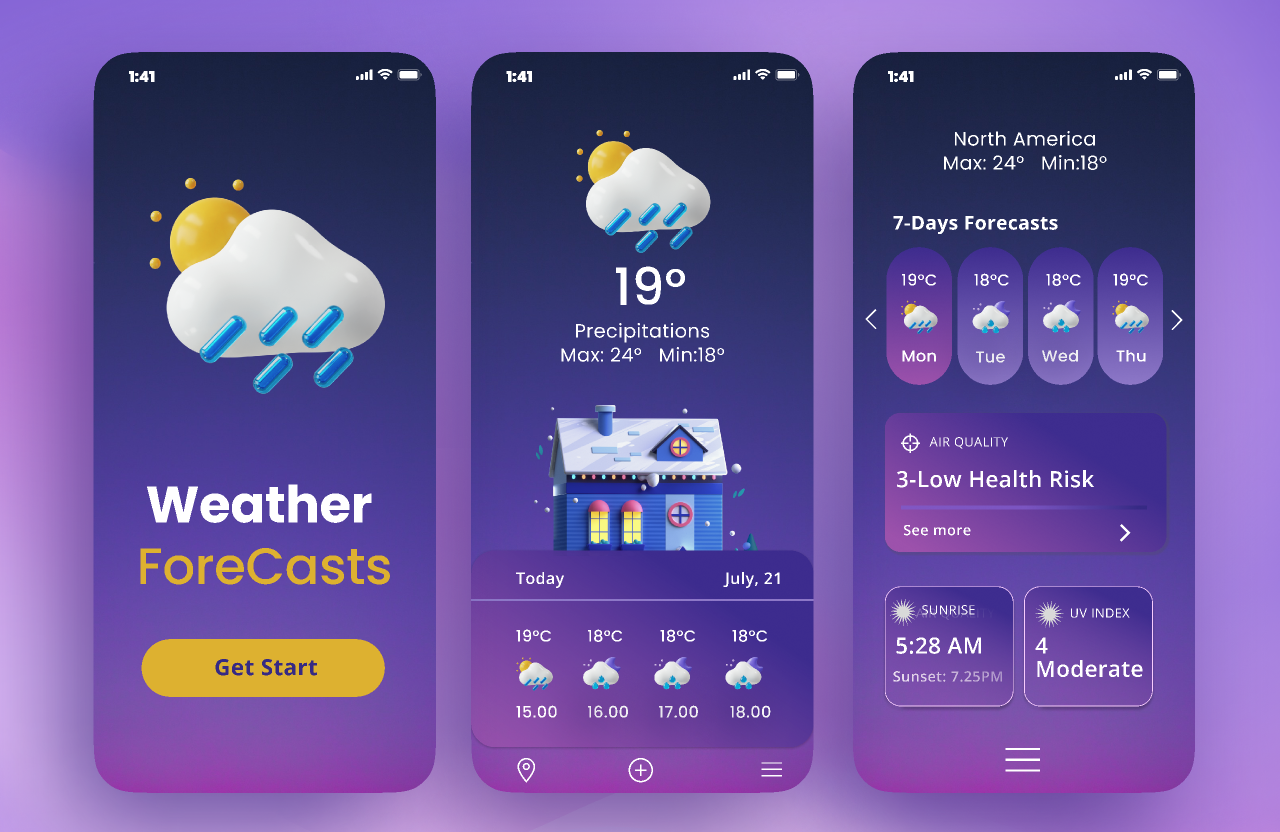 1:41
Weather
ForeCasts
Get Start
1:41
19°
Precipitations
Max: 24° Min:18°
Today July, 21
19°C 18°C 18°C 18°C
15.00 16.00 17.00 18.00
1:41
North America
Max: 24° Min:18°
7-Days Forecasts
19°C 18°C 18°C 19°C
Mon Tue Wed Thu
AIR QUALITY
3-Low Health Risk
See more
SUNRISE
5:28 AM
Sunset: 7.25PM
UV INDEX
4
Moderate